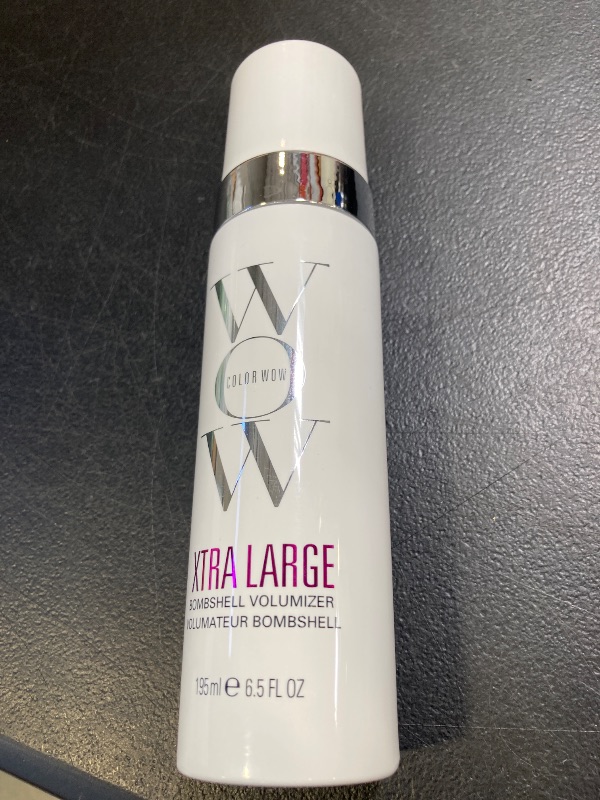 W
O
COLOR WOW
W
XTRA LARGE
BOMBSHELL VOLUMIZER
VOLUMATEUR BOMBSHELL
195 ml e 6.5 FL OZ